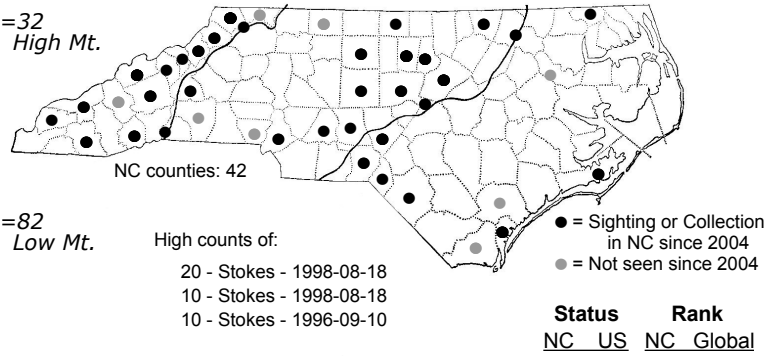 =32
High Mt.
NC counties: 42
=82
Low Mt.
High counts of:
20 - Stokes - 1998-08-18
10 - Stokes - 1998-08-18
10 - Stokes - 1996-09-10
= Sighting or Collection
in NC since 2004
= Not seen since 2004
Status Rank
NC US NC Global